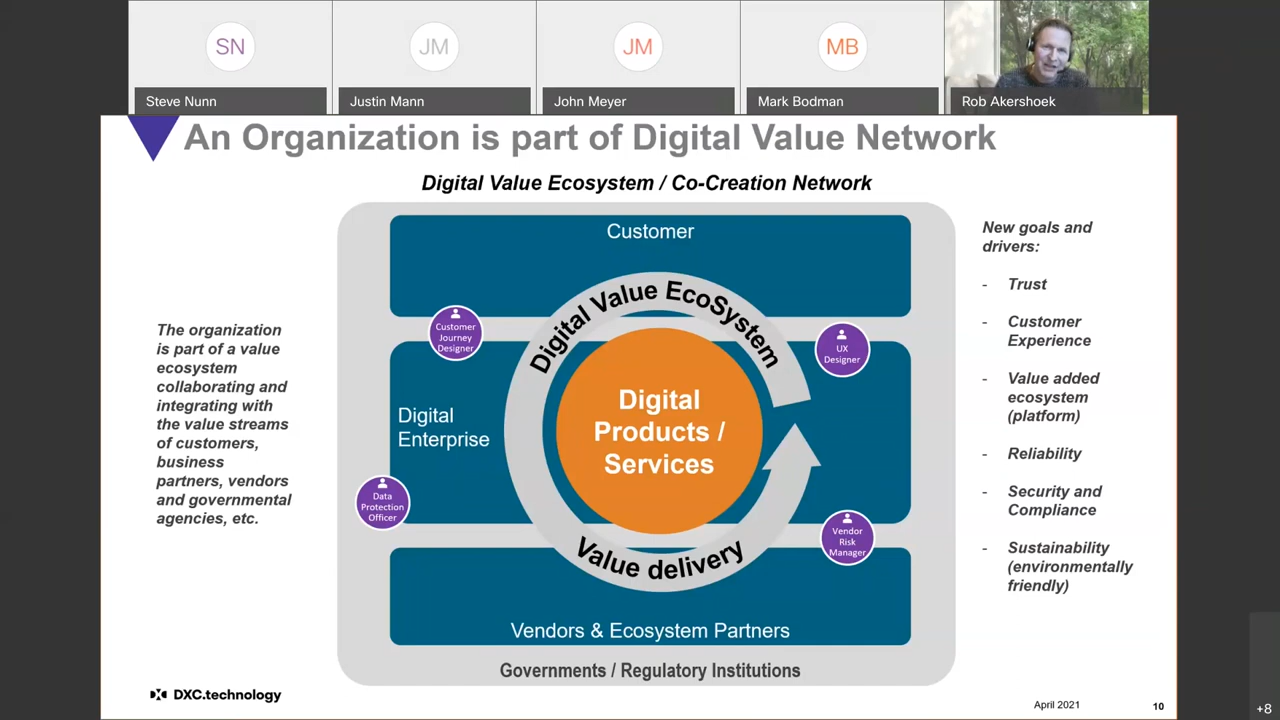 SN
JM
JM
MB
Steve Nunn
Justin Mann
John Meyer
Mark Bodman
Rob Akershoek
An Organization is part of Digital Value Network
Digital Value Ecosystem / Co-Creation Network
The organization
is part of a value
ecosystem
collaborating and
integrating with
the value streams
of customers,
business
partners, vendors
and governmental
agencies, etc.
Customer
Digital Value EcoSystem
Customer
Journey
Designer
UX
Designer
Digital
Enterprise
Digital
Products /
Services
Data
Protection
Officer
Vendor
Risk
Manager
Value delivery
Vendors & Ecosystem Partners
Governments / Regulatory Institutions
New goals and
drivers:
- Trust
- Customer
Experience
- Value added
ecosystem
(platform)
- Reliability
- Security and
Compliance
- Sustainability
(environmentally
friendly)
DXC.technology
April 2021
10
+8